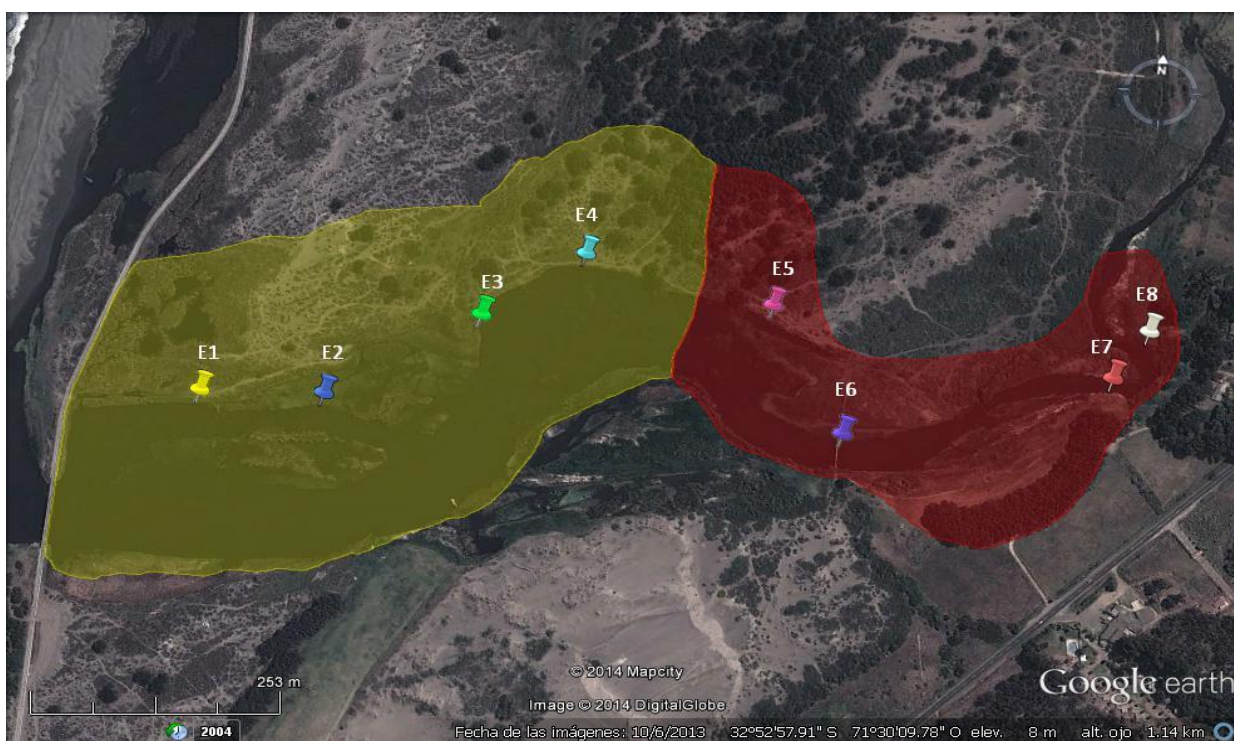 N
E4
E5
E3
E8
E1
E2
E7
E6
253 m
© 2014 Mapcity
Google earth
Image © 2014 DigitalGlobe
2004
Fecha de las imágenes: 10/6/2013 32°52'57.91" S 71°30'09.78" O elev. 8 m alt. ojo 1.14 km